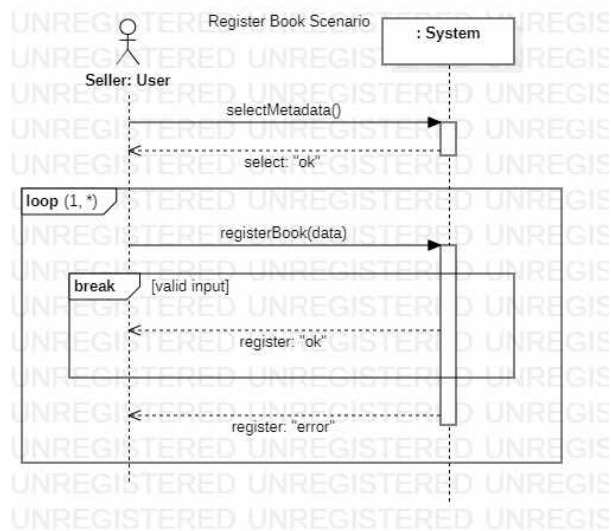 Register Book Scenario
: System
Seller: User
selectMetadata()
select: "ok"
loop (1, *)
registerBook(data)
break [valid input]
register: "ok"
register: "error"
UNREGISTERED